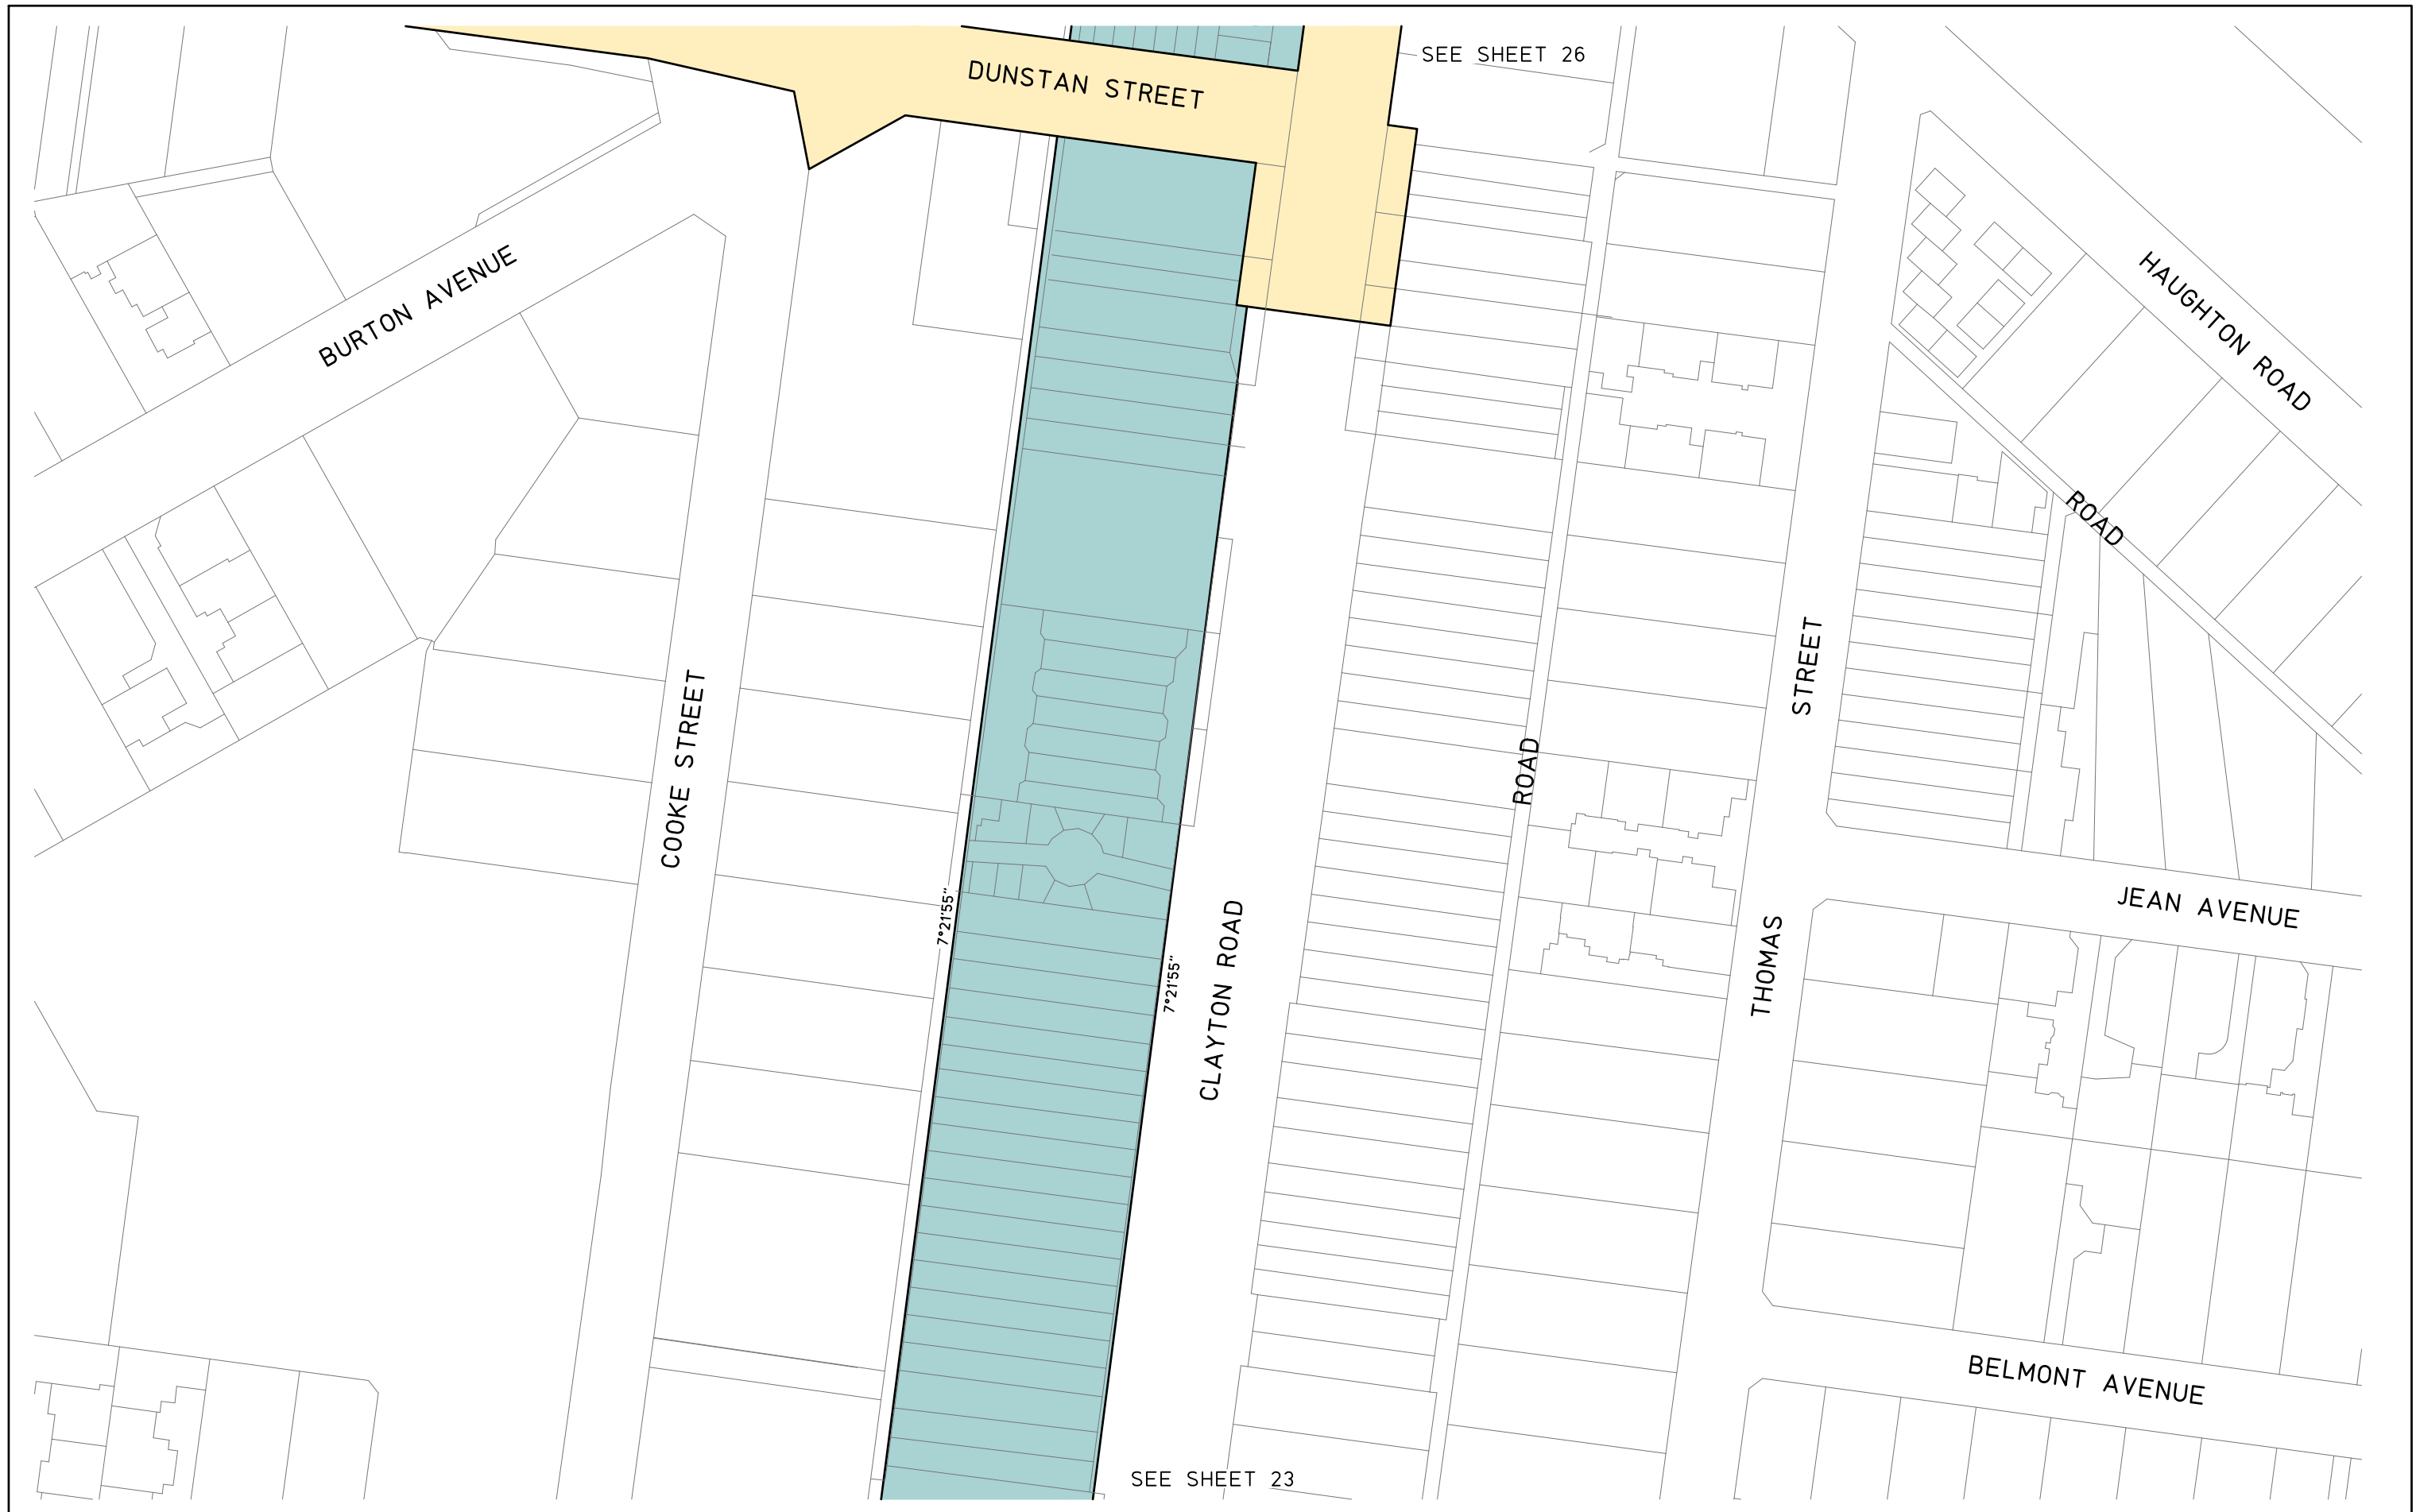 SEE SHEET 26
DUNSTAN STREET
BURTON AVENUE
HAUGHTON ROAD
ROAD
STREET
COOKE STREET
ROAD
7°21'55"
JEAN AVENUE
CLAYTON ROAD
THOMAS
7°21'55"
BELMONT AVENUE
SEE SHEET 23